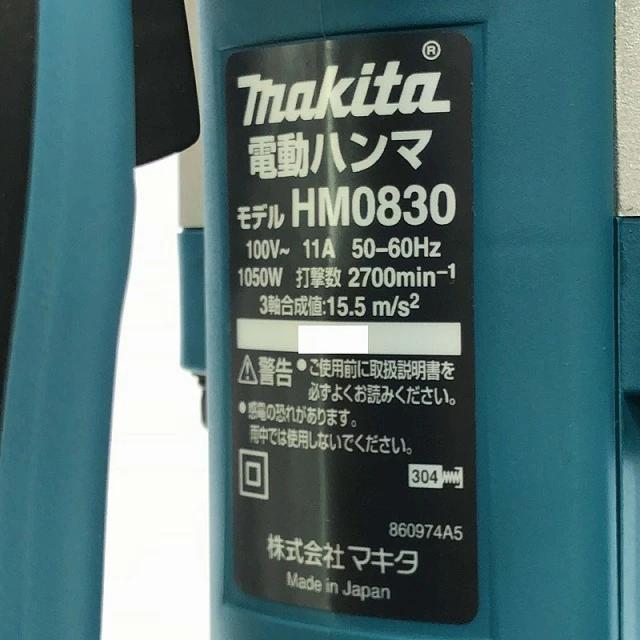 makita®
電動ハンマ
モデル HM0830
100V~ 11A 50-60Hz
1050W 打撃数 2700min⁻¹
3軸合成値:15.5 m/s²
⚠警告 ●ご使用前に取扱説明書を
必ずよくお読みください。
●感電の恐れがあります。
雨中では使用しないでください。
304
860974A5
株式会社 マキタ
Made in Japan